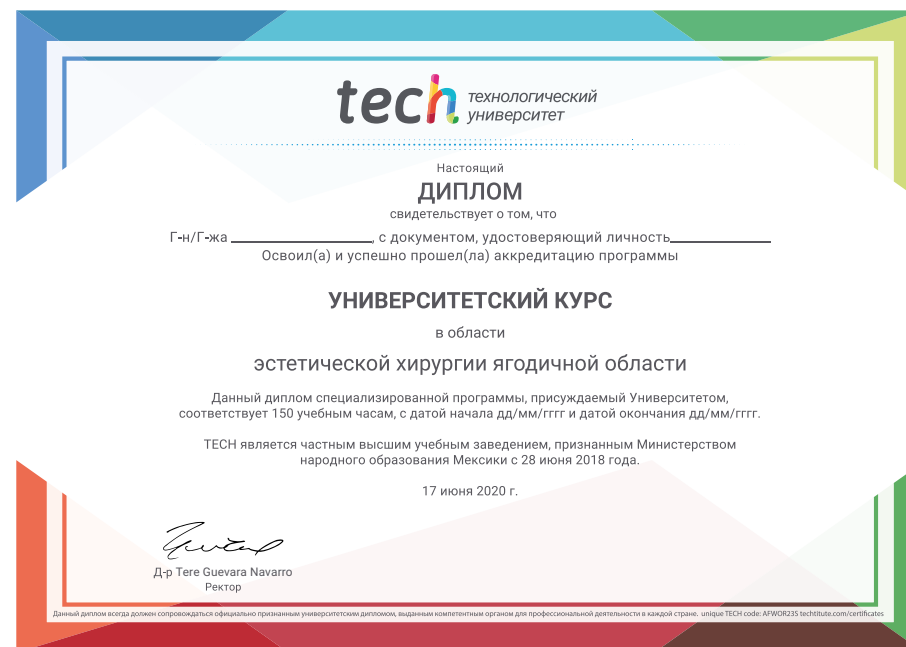 tech технологический
университет
Настоящий
ДИПЛОМ
свидетельствует о том, что
Г-н/Г-жа , с документом, удостоверяющий личность
Освоил(а) и успешно прошел(ла) аккредитацию программы
УНИВЕРСИТЕТСКИЙ КУРС
в области
эстетической хирургии ягодичной области
Данный диплом специализированной программы, присуждаемый Университетом,
соответствует 150 учебным часам, с датой начала дд/мм/гггг и датой окончания дд/мм/гггг.
TECH является частным высшим учебным заведением, признанным Министерством
народного образования Мексики с 28 июня 2018 года.
17 июня 2020 г.
Д-р Tere Guevara Navarro
Ректор
Данный диплом всегда должен сопровождаться официально признанным университетским дипломом, выданным компетентным органом для профессиональной деятельности в каждой стране. unique TECH code: AFWOR23S techtitute.com/certificates